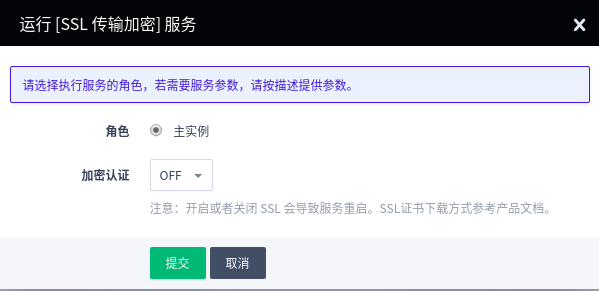 运行 [SSL 传输加密] 服务
请选择执行服务的角色，若需要服务参数，请按描述提供参数。
角色 主实例
加密认证 OFF
注意：开启或者关闭 SSL 会导致服务重启。SSL证书下载方式参考产品文档。
提交 取消